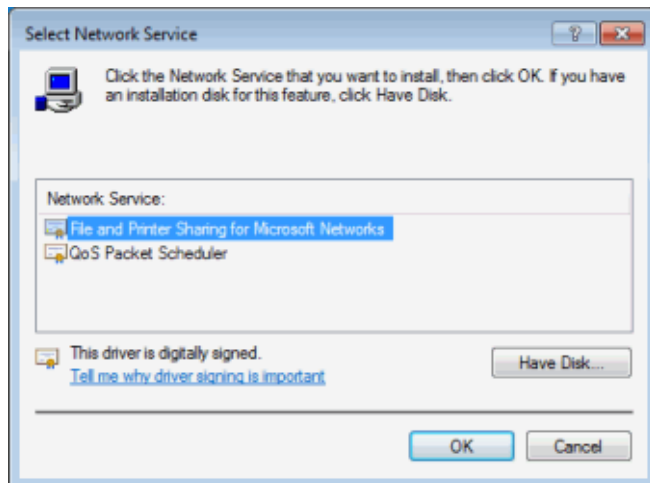 Select Network Service
Click the Network Service that you want to install, then click OK. If you have
an installation disk for this feature, click Have Disk.
Network Service:
File and Printer Sharing for Microsoft Networks
QoS Packet Scheduler
This driver is digitally signed.
Tell me why driver signing is important
Have Disk...
OK
Cancel